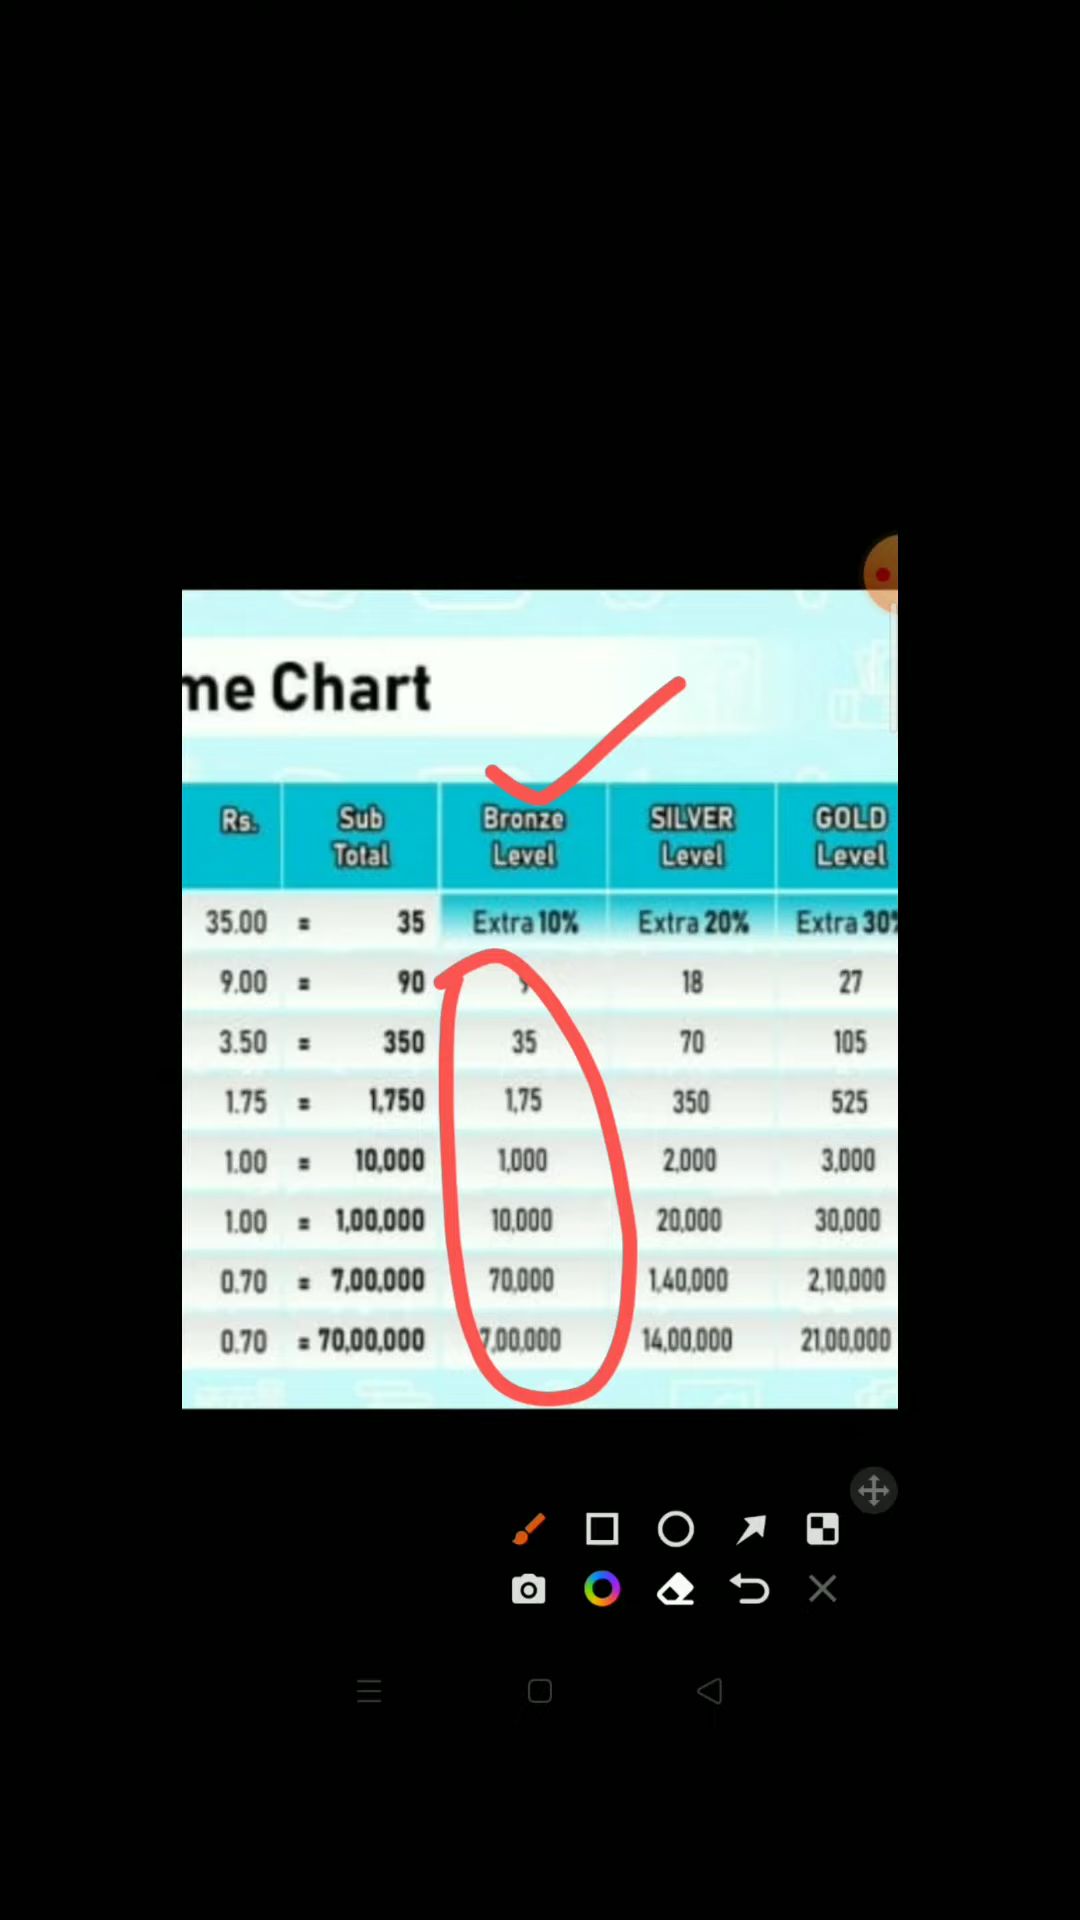 me Chart
Rs. Sub Total Bronze Level SILVER Level GOLD Level
35.00 = 35 Extra 10% Extra 20% Extra 30%
9.00 = 90 18 27
3.50 = 350 35 70 105
1.75 = 1,750 1,75 350 525
1.00 = 10,000 1,000 2,000 3,000
1.00 = 1,00,000 10,000 20,000 30,000
0.70 = 7,00,000 70,000 1,40,000 2,10,000
0.70 = 70,00,000 7,00,000 14,00,000 21,00,000